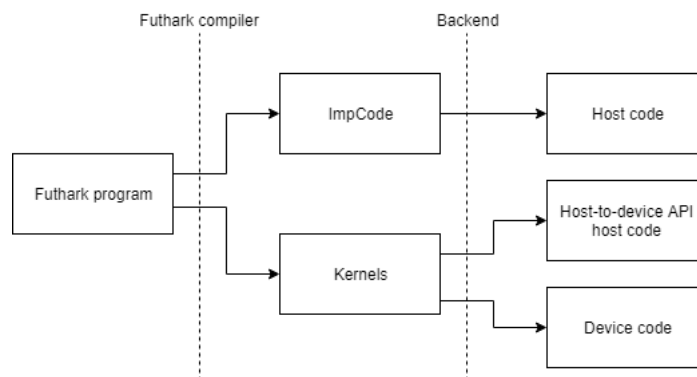 Futhark compiler
Backend
ImpCode
Host code
Futhark program
Host-to-device API
host code
Kernels
Device code